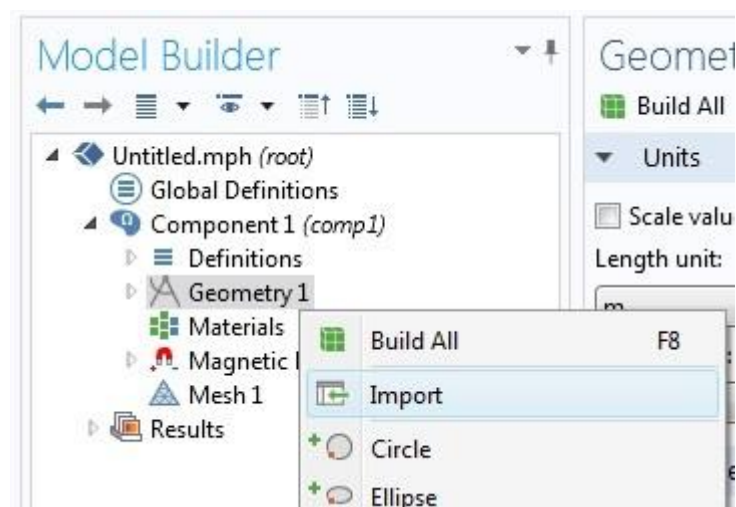 Model Builder
Untitled.mph (root)
Global Definitions
Component 1 (comp1)
Definitions
Geometry 1
Materials
Magnetic
Mesh 1
Results
Build All F8
Import
Circle
Ellipse
Geomet
Build All
Units
Scale valu
Length unit:
m